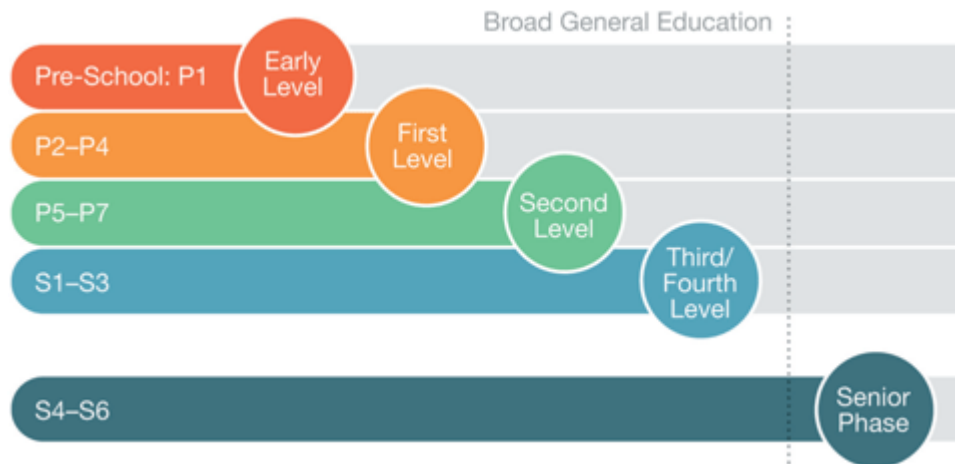 Broad General Education
Pre-School: P1
Early
Level
P2–P4
First
Level
P5–P7
Second
Level
S1–S3
Third/
Fourth
Level
S4–S6
Senior
Phase